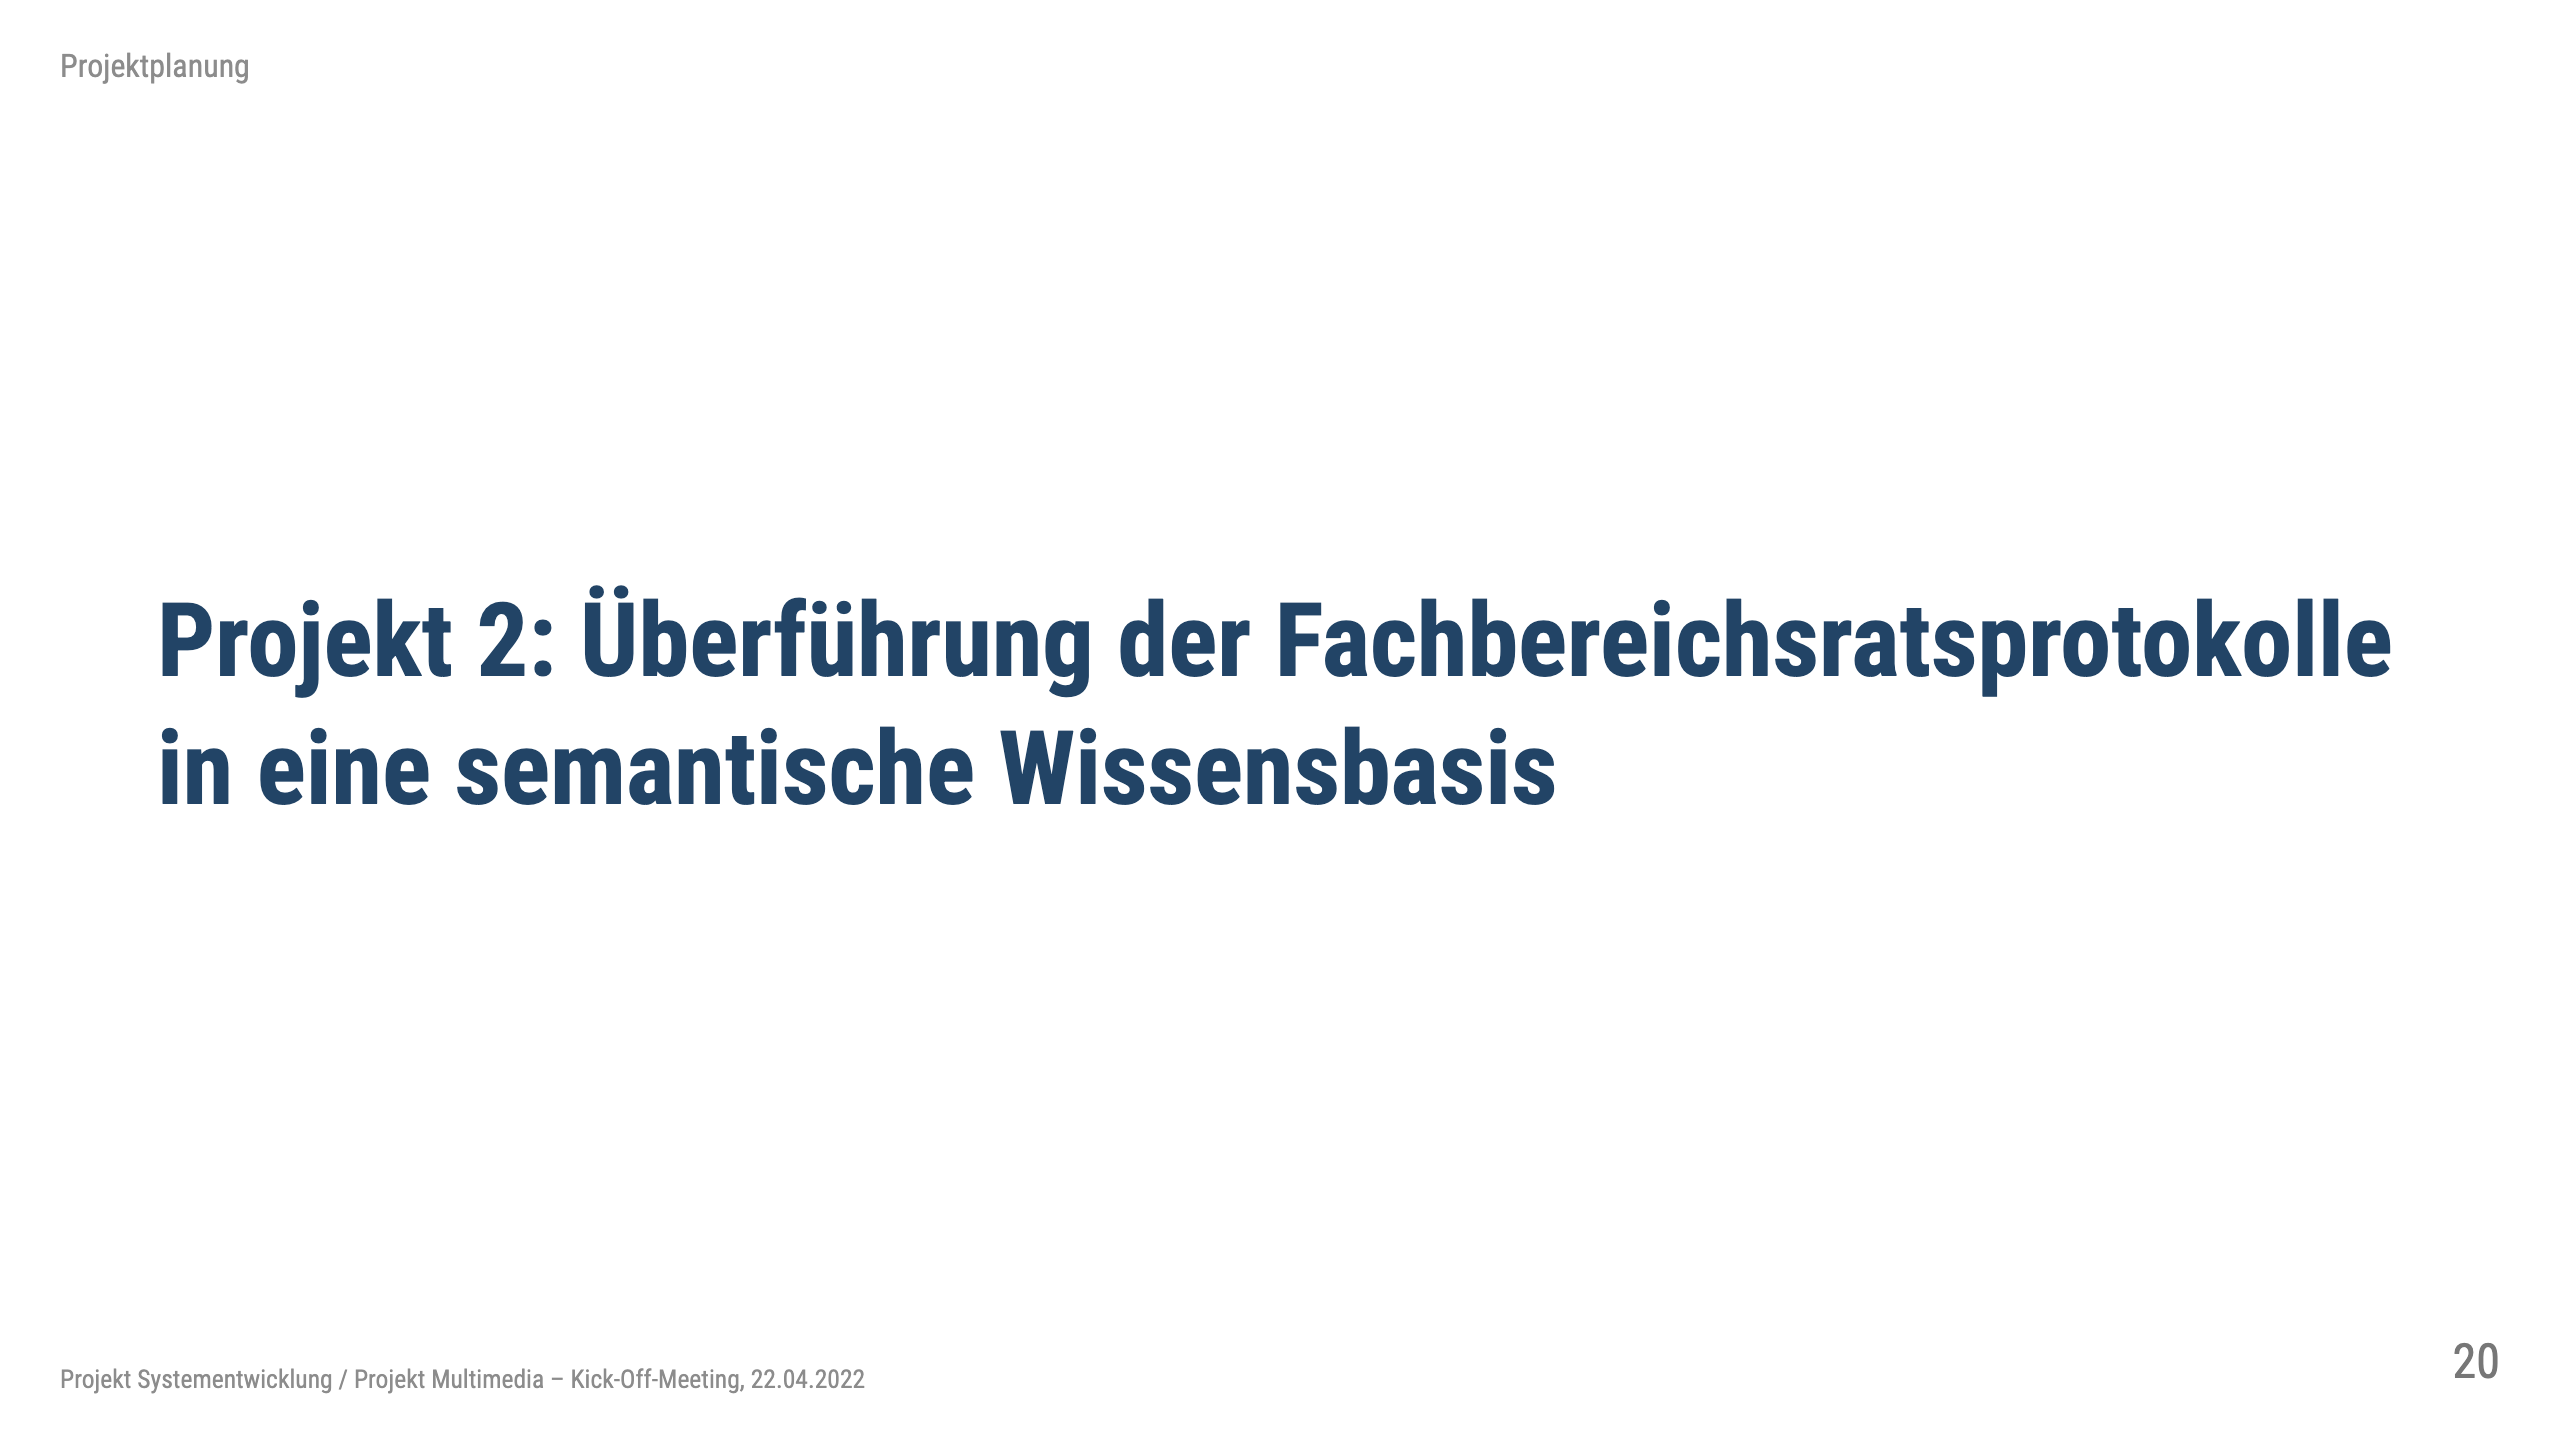 Projektplanung
Projekt 2: Überführung der Fachbereichsratsprotokolle
in eine semantische Wissensbasis
Projekt Systementwicklung / Projekt Multimedia – Kick-Off-Meeting, 22.04.2022
20